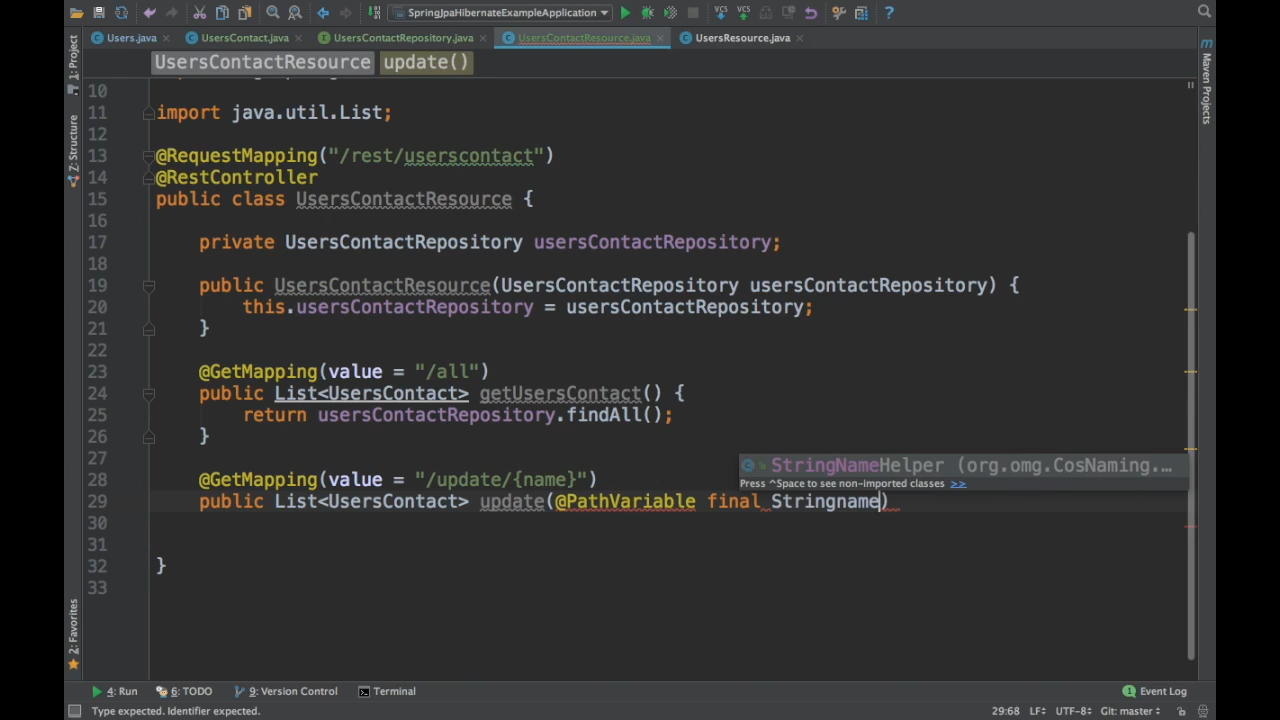 SpringJpaHibernateExampleApplication
Users.java
UsersContact.java
UsersContactRepository.java
UsersContactResource.java
UsersResource.java
UsersContactResource update()
1: Project
Z: Structure
2: Favorites
Maven Projects
10
11 import java.util.List;
12
13 @RequestMapping("/rest/userscontact")
14 @RestController
15 public class UsersContactResource {
16
17 private UsersContactRepository usersContactRepository;
18
19 public UsersContactResource(UsersContactRepository usersContactRepository) {
20 this.usersContactRepository = usersContactRepository;
21 }
22
23 @GetMapping(value = "/all")
24 public List<UsersContact> getUsersContact() {
25 return usersContactRepository.findAll();
26 }
27
StringNameHelper (org.omg.CosNaming....
28 @GetMapping(value = "/update/{name}")
Press ^Space to see non-imported classes >>
29 public List<UsersContact> update(@PathVariable final Stringname)
30
31
32 }
33
4: Run 6: TODO 9: Version Control Terminal Event Log
Type expected. Identifier expected. 29:68 LF UTF-8 Git: master